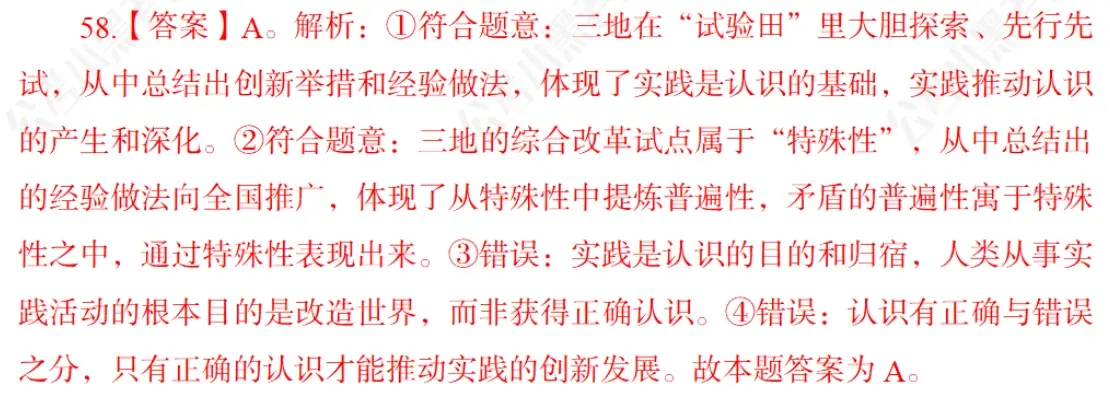 58.【答案】A。解析：①符合题意：三地在“试验田”里大胆探索、先行先
试，从中总结出创新举措和经验做法，体现了实践是认识的基础，实践推动认识
的产生和深化。②符合题意：三地的综合改革试点属于“特殊性”，从中总结出
的经验做法向全国推广，体现了从特殊性中提炼普遍性，矛盾的普遍性寓于特殊
性之中，通过特殊性表现出来。③错误：实践是认识的目的和归宿，人类从事实
践活动的根本目的是改造世界，而非获得正确认识。④错误：认识有正确与错误
之分，只有正确的认识才能推动实践的创新发展。故本题答案为 A。